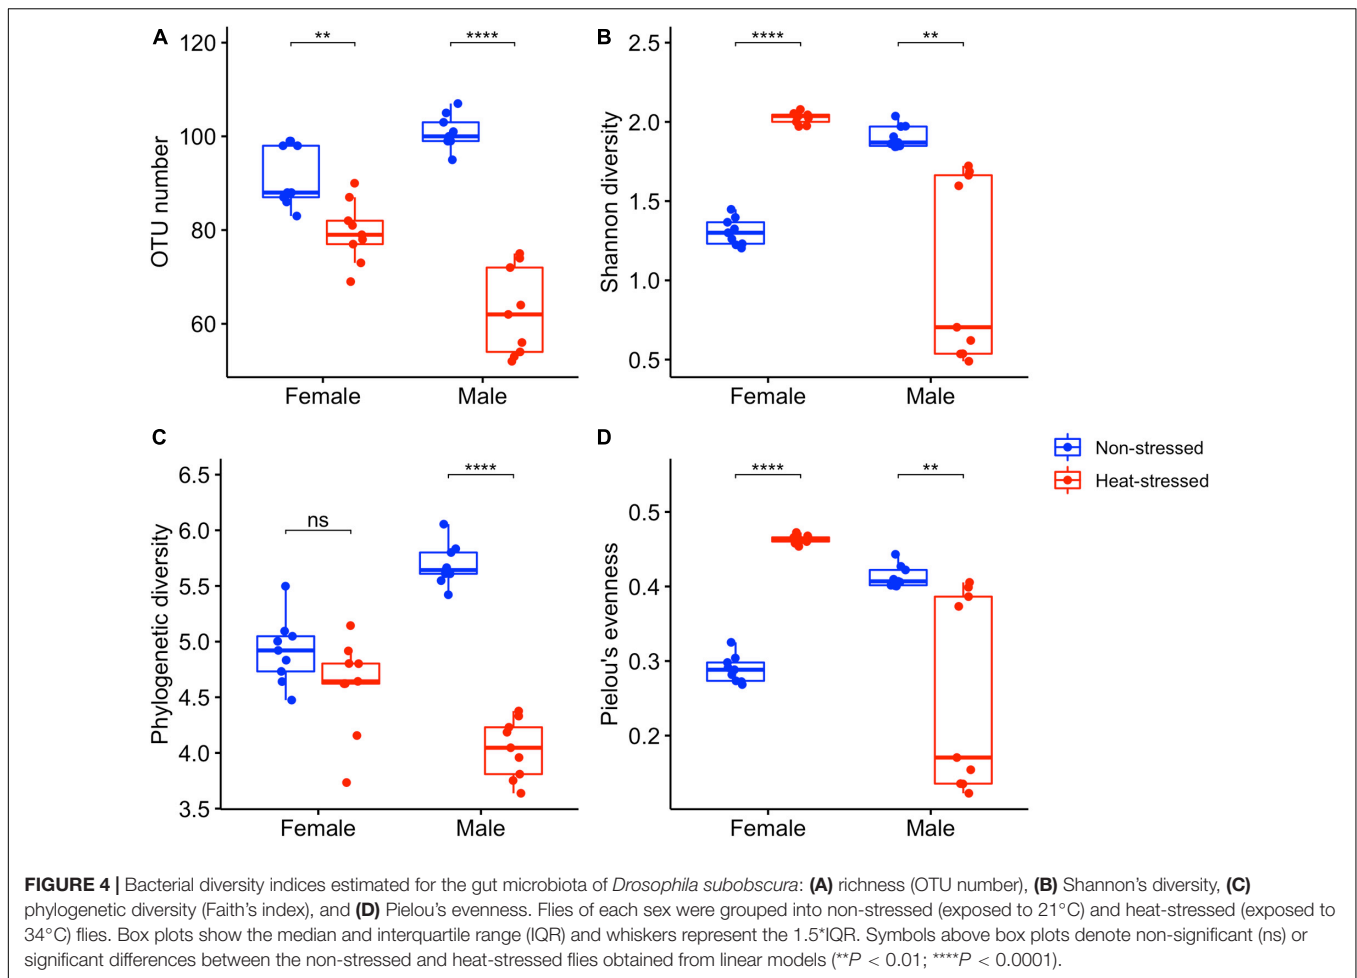 A
120
100
80
60
OTU number
**
****
Female
Male
B
2.5
2.0
1.5
1.0
0.5
Shannon diversity
****
**
Female
Male
C
6.5
6.0
5.5
5.0
4.5
4.0
3.5
Phylogenetic diversity
ns
****
Female
Male
D
0.5
0.4
0.3
0.2
Pielou's evenness
****
**
Female
Male
Non-stressed
Heat-stressed
FIGURE 4 | Bacterial diversity indices estimated for the gut microbiota of Drosophila subobscura: (A) richness (OTU number), (B) Shannon's diversity, (C)
phylogenetic diversity (Faith's index), and (D) Pielou's evenness. Flies of each sex were grouped into non-stressed (exposed to 21°C) and heat-stressed (exposed to
34°C) flies. Box plots show the median and interquartile range (IQR) and whiskers represent the 1.5*IQR. Symbols above box plots denote non-significant (ns) or
significant differences between the non-stressed and heat-stressed flies obtained from linear models (**P < 0.01; ****P < 0.0001).